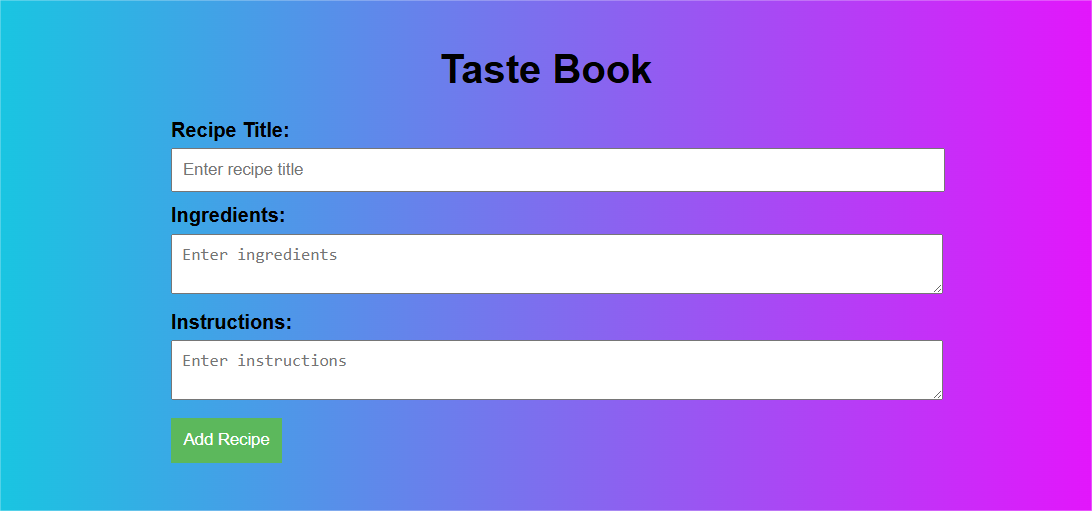 Taste Book
Recipe Title:
Enter recipe title
Ingredients:
Enter ingredients
Instructions:
Enter instructions
Add Recipe